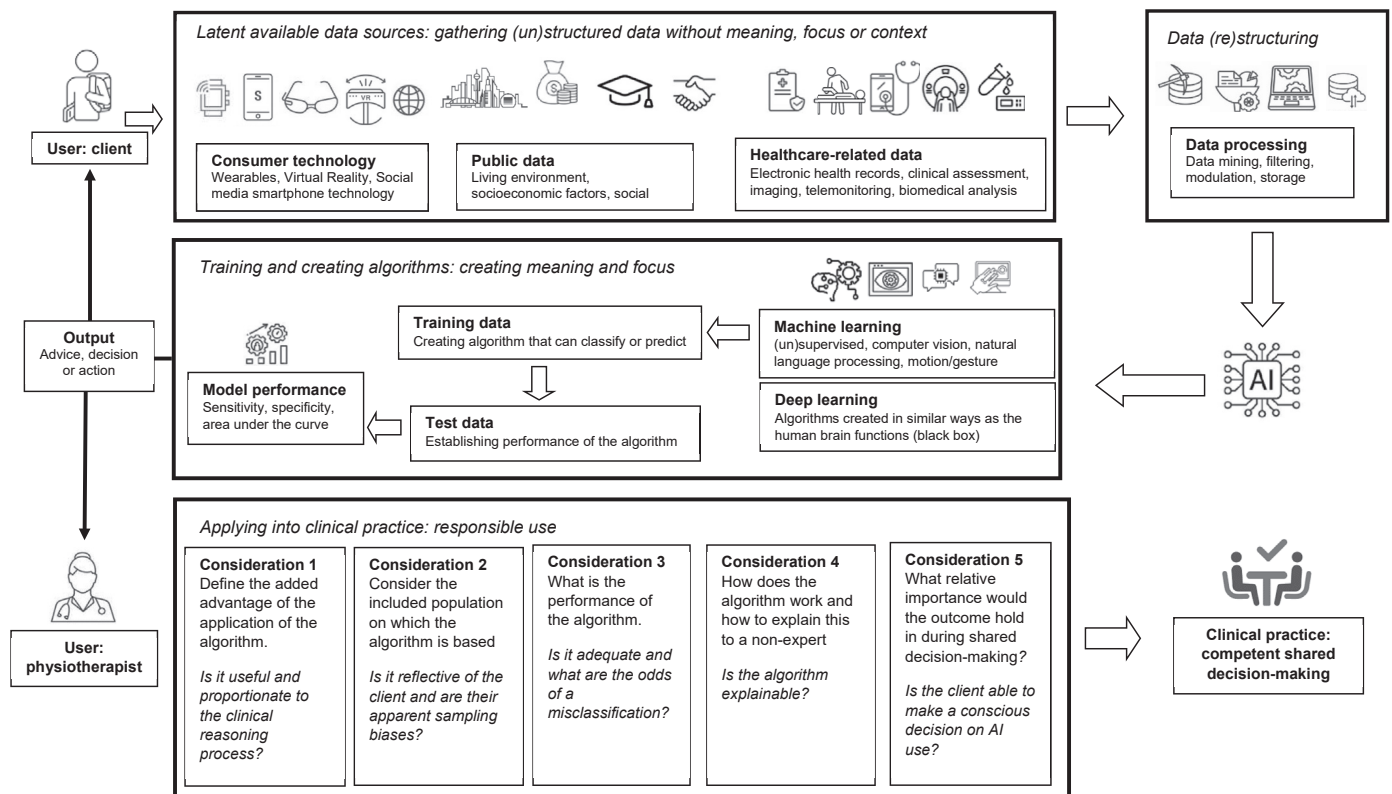 Latent available data sources: gathering (un)structured data without meaning, focus or context
Data (re)structuring
S
VR
User: client
Consumer technology
Wearables, Virtual Reality, Social
media smartphone technology
Public data
Living environment,
socioeconomic factors, social
Healthcare-related data
Electronic health records, clinical assessment,
imaging, telemonitoring, biomedical analysis
Data processing
Data mining, filtering,
modulation, storage
Training and creating algorithms: creating meaning and focus
Output
Advice, decision
or action
Training data
Creating algorithm that can classify or predict
Machine learning
(un)supervised, computer vision, natural
language processing, motion/gesture
Model performance
Sensitivity, specificity,
area under the curve
Test data
Establishing performance of the algorithm
Deep learning
Algorithms created in similar ways as the
human brain functions (black box)
AI
Applying into clinical practice: responsible use
User:
physiotherapist
Consideration 1
Define the added
advantage of the
application of the
algorithm.
Is it useful and
proportionate to
the clinical
reasoning
process?
Consideration 2
Consider the
included population
on which the
algorithm is based
Is it reflective of the
client and are their
apparent sampling
biases?
Consideration 3
What is the
performance of
the algorithm.
Is it adequate and
what are the odds
of a
misclassification?
Consideration 4
How does the
algorithm work and
how to explain this
to a non-expert
Is the algorithm
explainable?
Consideration 5
What relative
importance would
the outcome hold
in during shared
decision-making?
Is the client able to
make a conscious
decision on AI
use?
Clinical practice:
competent shared
decision-making